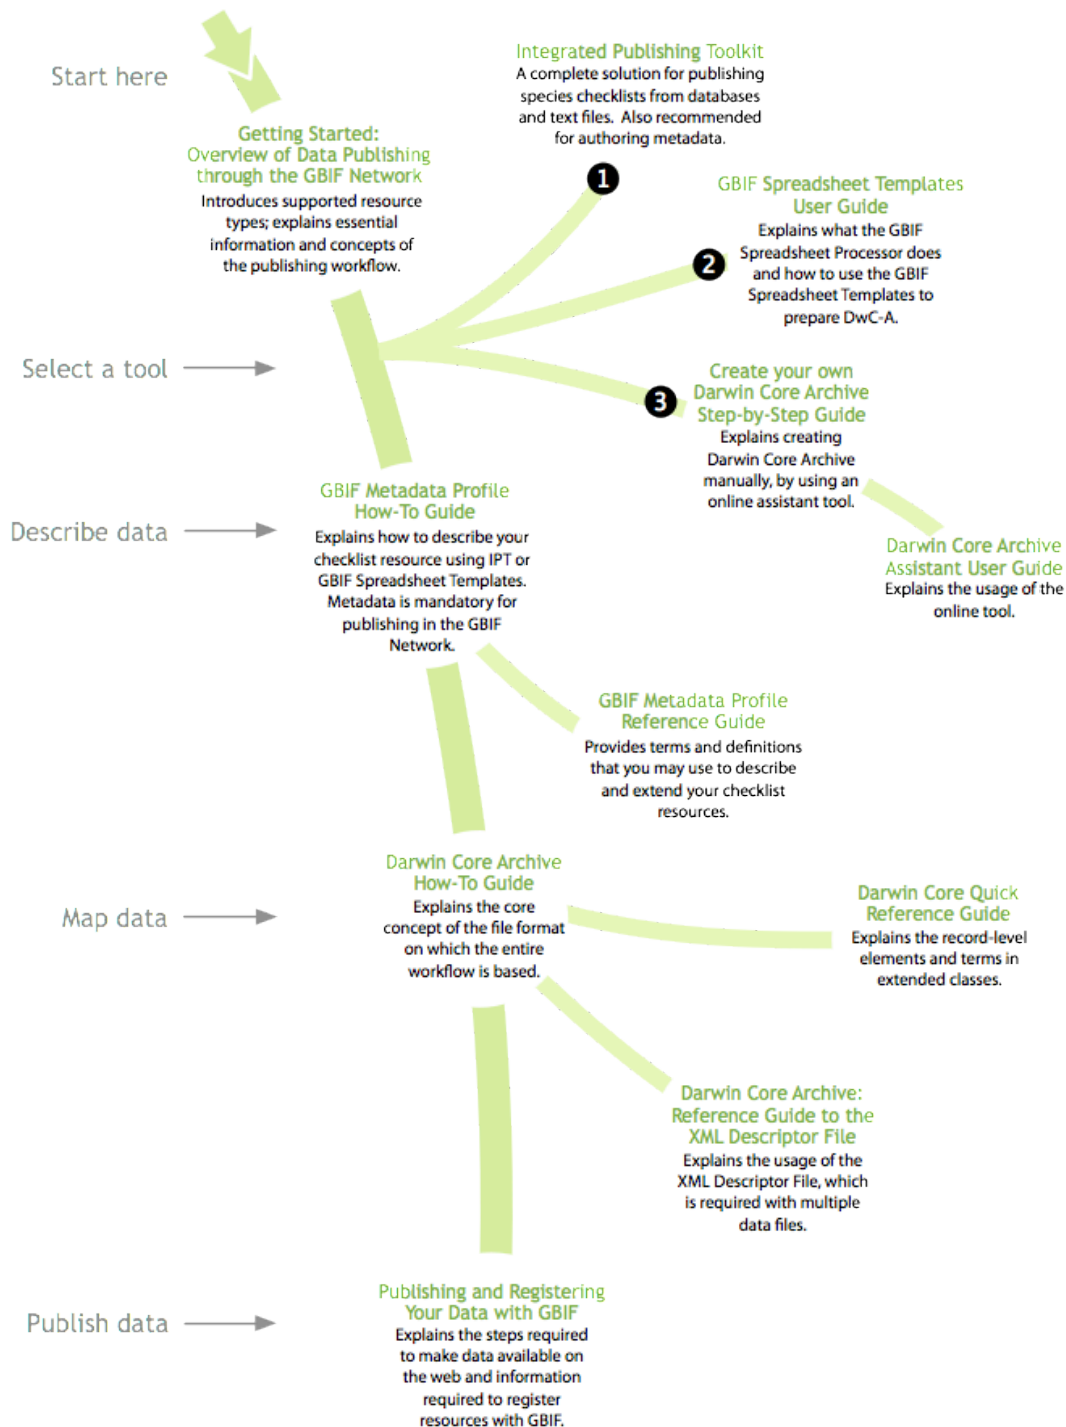 Start here
Getting Started:
Overview of Data Publishing
through the GBIF Network
Introduces supported resource
types; explains essential
information and concepts of
the publishing workflow.
Integrated Publishing Toolkit
A complete solution for publishing
species checklists from databases
and text files. Also recommended
for authoring metadata.
1
GBIF Spreadsheet Templates
User Guide
Explains what the GBIF
Spreadsheet Processor does
and how to use the GBIF
Spreadsheet Templates to
prepare DwC-A.
2
Select a tool
Create your own
Darwin Core Archive
Step-by-Step Guide
Explains creating
Darwin Core Archive
manually, by using an
online assistant tool.
3
Darwin Core Archive
Assistant User Guide
Explains the usage of the
online tool.
Describe data
GBIF Metadata Profile
How-To Guide
Explains how to describe your
checklist resource using IPT or
GBIF Spreadsheet Templates.
Metadata is mandatory for
publishing in the GBIF
Network.
GBIF Metadata Profile
Reference Guide
Provides terms and definitions
that you may use to describe
and extend your checklist
resources.
Map data
Darwin Core Archive
How-To Guide
Explains the core
concept of the file format
on which the entire
workflow is based.
Darwin Core Quick
Reference Guide
Explains the record-level
elements and terms in
extended classes.
Darwin Core Archive:
Reference Guide to the
XML Descriptor File
Explains the usage of the
XML Descriptor File, which
is required with multiple
data files.
Publish data
Publishing and Registering
Your Data with GBIF
Explains the steps required
to make data available on
the web and information
required to register
resources with GBIF.